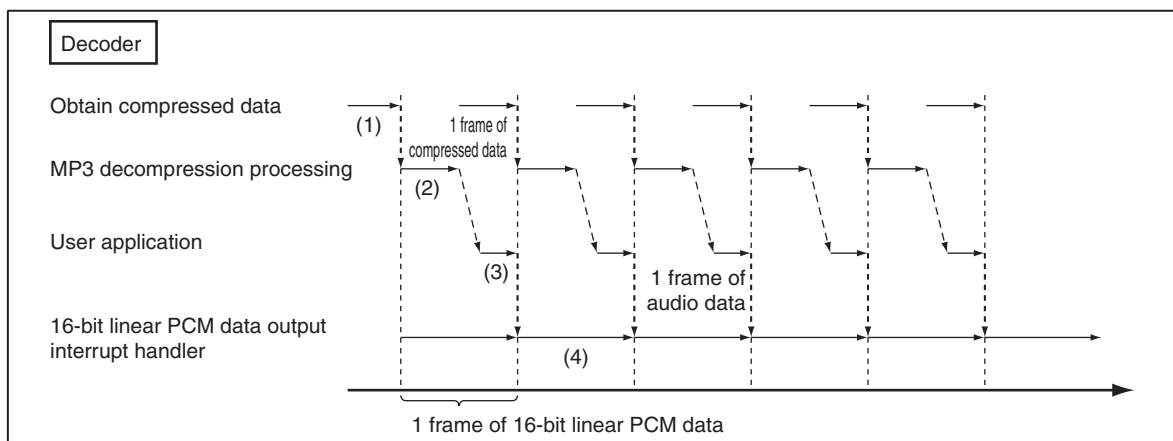 Decoder
Obtain compressed data
(1)
1 frame of
compressed data
MP3 decompression processing
(2)
User application
(3)
1 frame of
audio data
16-bit linear PCM data output
interrupt handler
(4)
1 frame of 16-bit linear PCM data